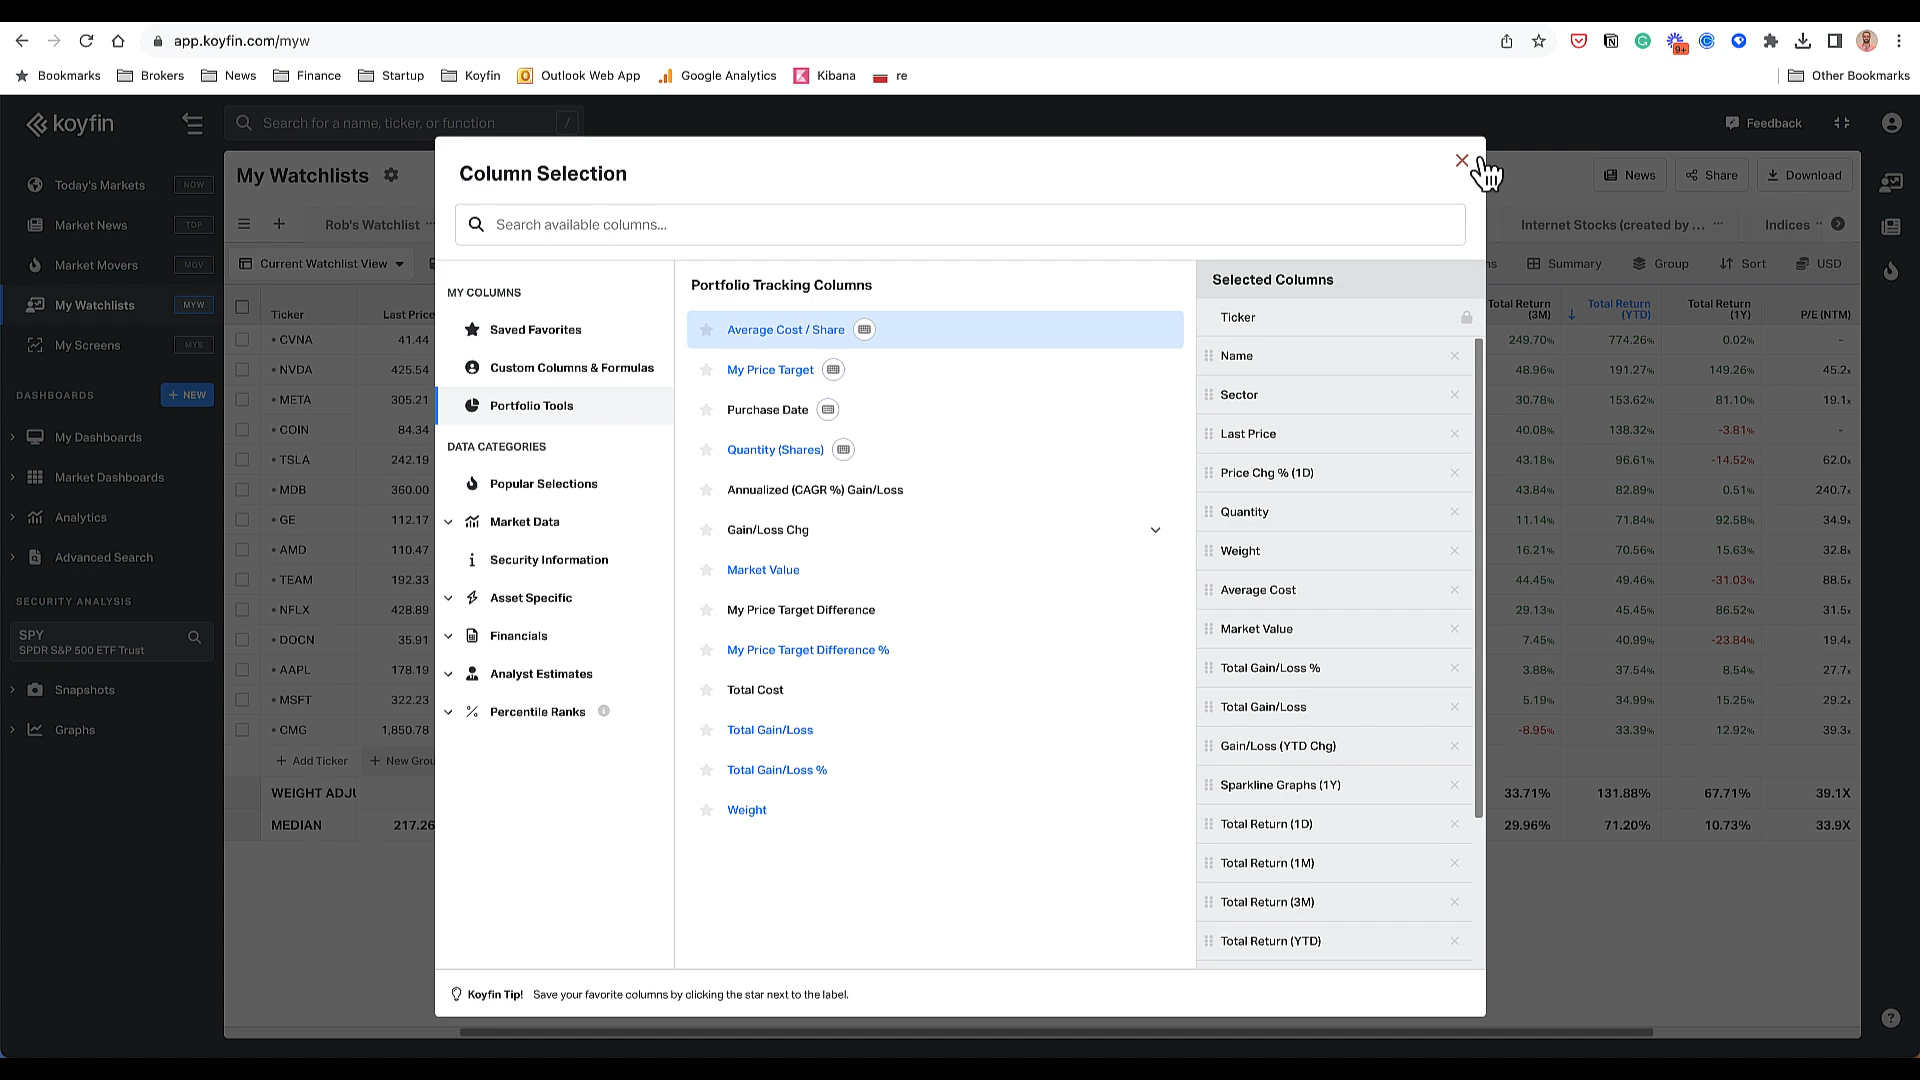 app.koyfin.com/myw
9+
Bookmarks
Brokers
News
Finance
Startup
Koyfin
Outlook Web App
Google Analytics
Kibana
re
Other Bookmarks
koyfin
Search for a name, ticker, or function
/
Feedback
Today's Markets NOW
Market News TOP
Market Movers MOV
My Watchlists MYW
My Screens MYS
DASHBOARDS
+ NEW
My Dashboards
Market Dashboards
Analytics
Advanced Search
SECURITY ANALYSIS
SPY
SPDR S&P 500 ETF Trust
Snapshots
Graphs
My Watchlists
News
Share
Download
Rob's Watchlist ...
Internet Stocks (created by ... ...
Indices
Current Watchlist View
Summary
Group
Sort
USD
Ticker
Last Price
CVNA 41.44
NVDA 425.54
META 305.21
COIN 84.34
TSLA 242.19
MDB 360.00
GE 112.17
AMD 110.47
TEAM 192.33
NFLX 428.89
DOCN 35.91
AAPL 178.19
MSFT 322.23
CMG 1,850.78
+ Add Ticker
+ New Grou
WEIGHT ADJU
MEDIAN 217.26
Column Selection
Search available columns...
MY COLUMNS
Saved Favorites
Custom Columns & Formulas
Portfolio Tools
DATA CATEGORIES
Popular Selections
Market Data
Security Information
Asset Specific
Financials
Analyst Estimates
Percentile Ranks
Portfolio Tracking Columns
Average Cost / Share
My Price Target
Purchase Date
Quantity (Shares)
Annualized (CAGR %) Gain/Loss
Gain/Loss Chg
Market Value
My Price Target Difference
My Price Target Difference %
Total Cost
Total Gain/Loss
Total Gain/Loss %
Weight
Selected Columns
Ticker
Name
Sector
Last Price
Price Chg % (1D)
Quantity
Weight
Average Cost
Market Value
Total Gain/Loss %
Total Gain/Loss
Gain/Loss (YTD Chg)
Sparkline Graphs (1Y)
Total Return (1D)
Total Return (1M)
Total Return (3M)
Total Return (YTD)
Koyfin Tip! Save your favorite columns by clicking the star next to the label.
Total Return Total Return Total Return
(3M) (YTD) (1Y) P/E (NTM)
249.70% 774.26% 0.02% -
48.96% 191.27% 149.26% 45.2x
30.78% 153.62% 81.10% 19.1x
40.08% 138.32% -3.81% -
43.18% 96.61% -14.52% 62.0x
43.84% 82.89% 0.51% 240.7x
11.14% 71.84% 92.58% 34.9x
16.21% 70.56% 15.63% 32.8x
44.45% 49.46% -31.03% 88.5x
29.13% 45.45% 86.52% 31.5x
7.45% 40.99% -23.84% 19.4x
3.88% 37.54% 8.54% 27.7x
5.19% 34.99% 15.25% 29.2x
-8.95% 33.39% 12.92% 39.3x
33.71% 131.88% 67.71% 39.1X
29.96% 71.20% 10.73% 33.9X
?